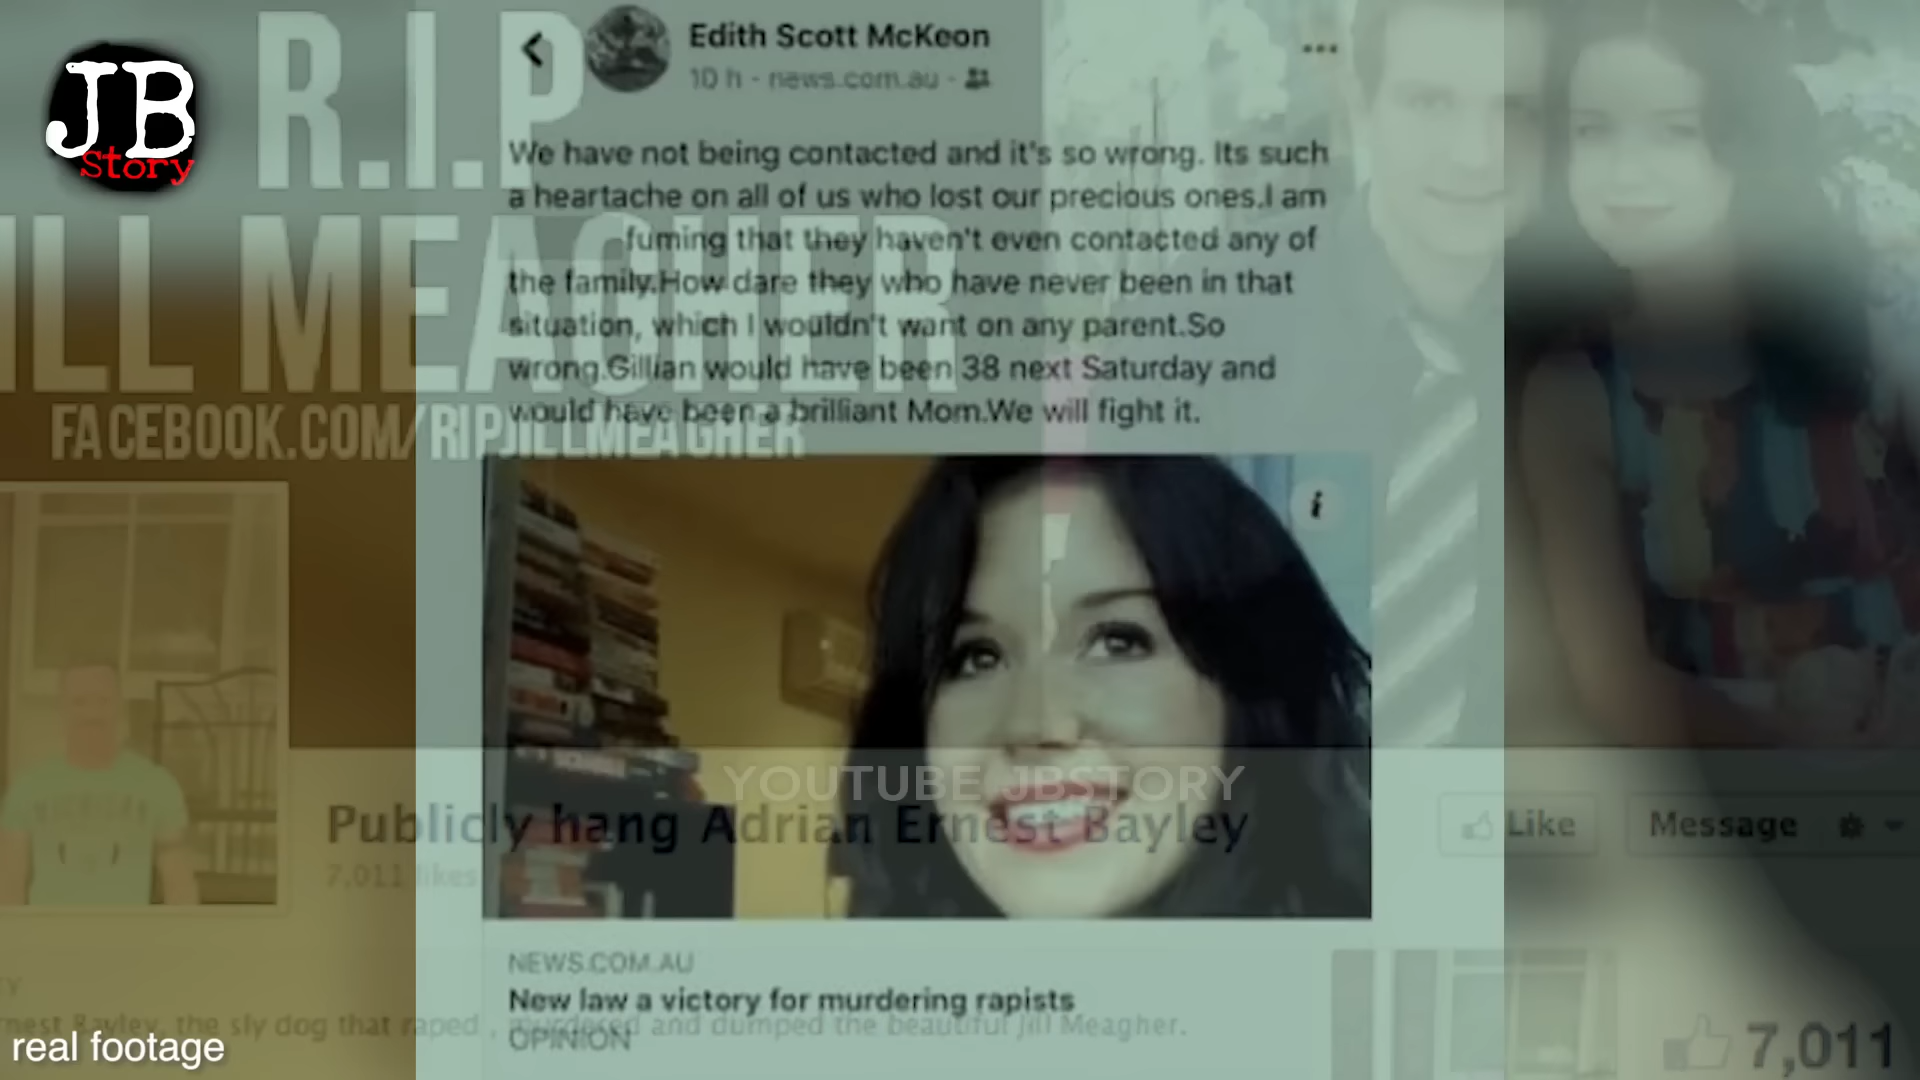 JB
Story
R.I.P
ILL MEAGHER
FACEBOOK.COM/RIPJILLMEAGHER
Edith Scott McKeon
10 h - news.com.au -
We have not being contacted and it's so wrong. Its such
a heartache on all of us who lost our precious ones.I am
fuming that they haven't even contacted any of
the family.How dare they who have never been in that
situation, which I wouldn't want on any parent.So
wrong.Gillian would have been 38 next Saturday and
would have been a brilliant Mom.We will fight it.
i
YOUTUBE JBSTORY
Publicly hang Adrian Ernest Bayley
7,011 likes
Like
Message
NEWS.COM.AU
New law a victory for murdering rapists
OPINION
nest Bayley, the sly dog that raped , murdered and dumped the beautiful Jill Meagher.
7,011
real footage